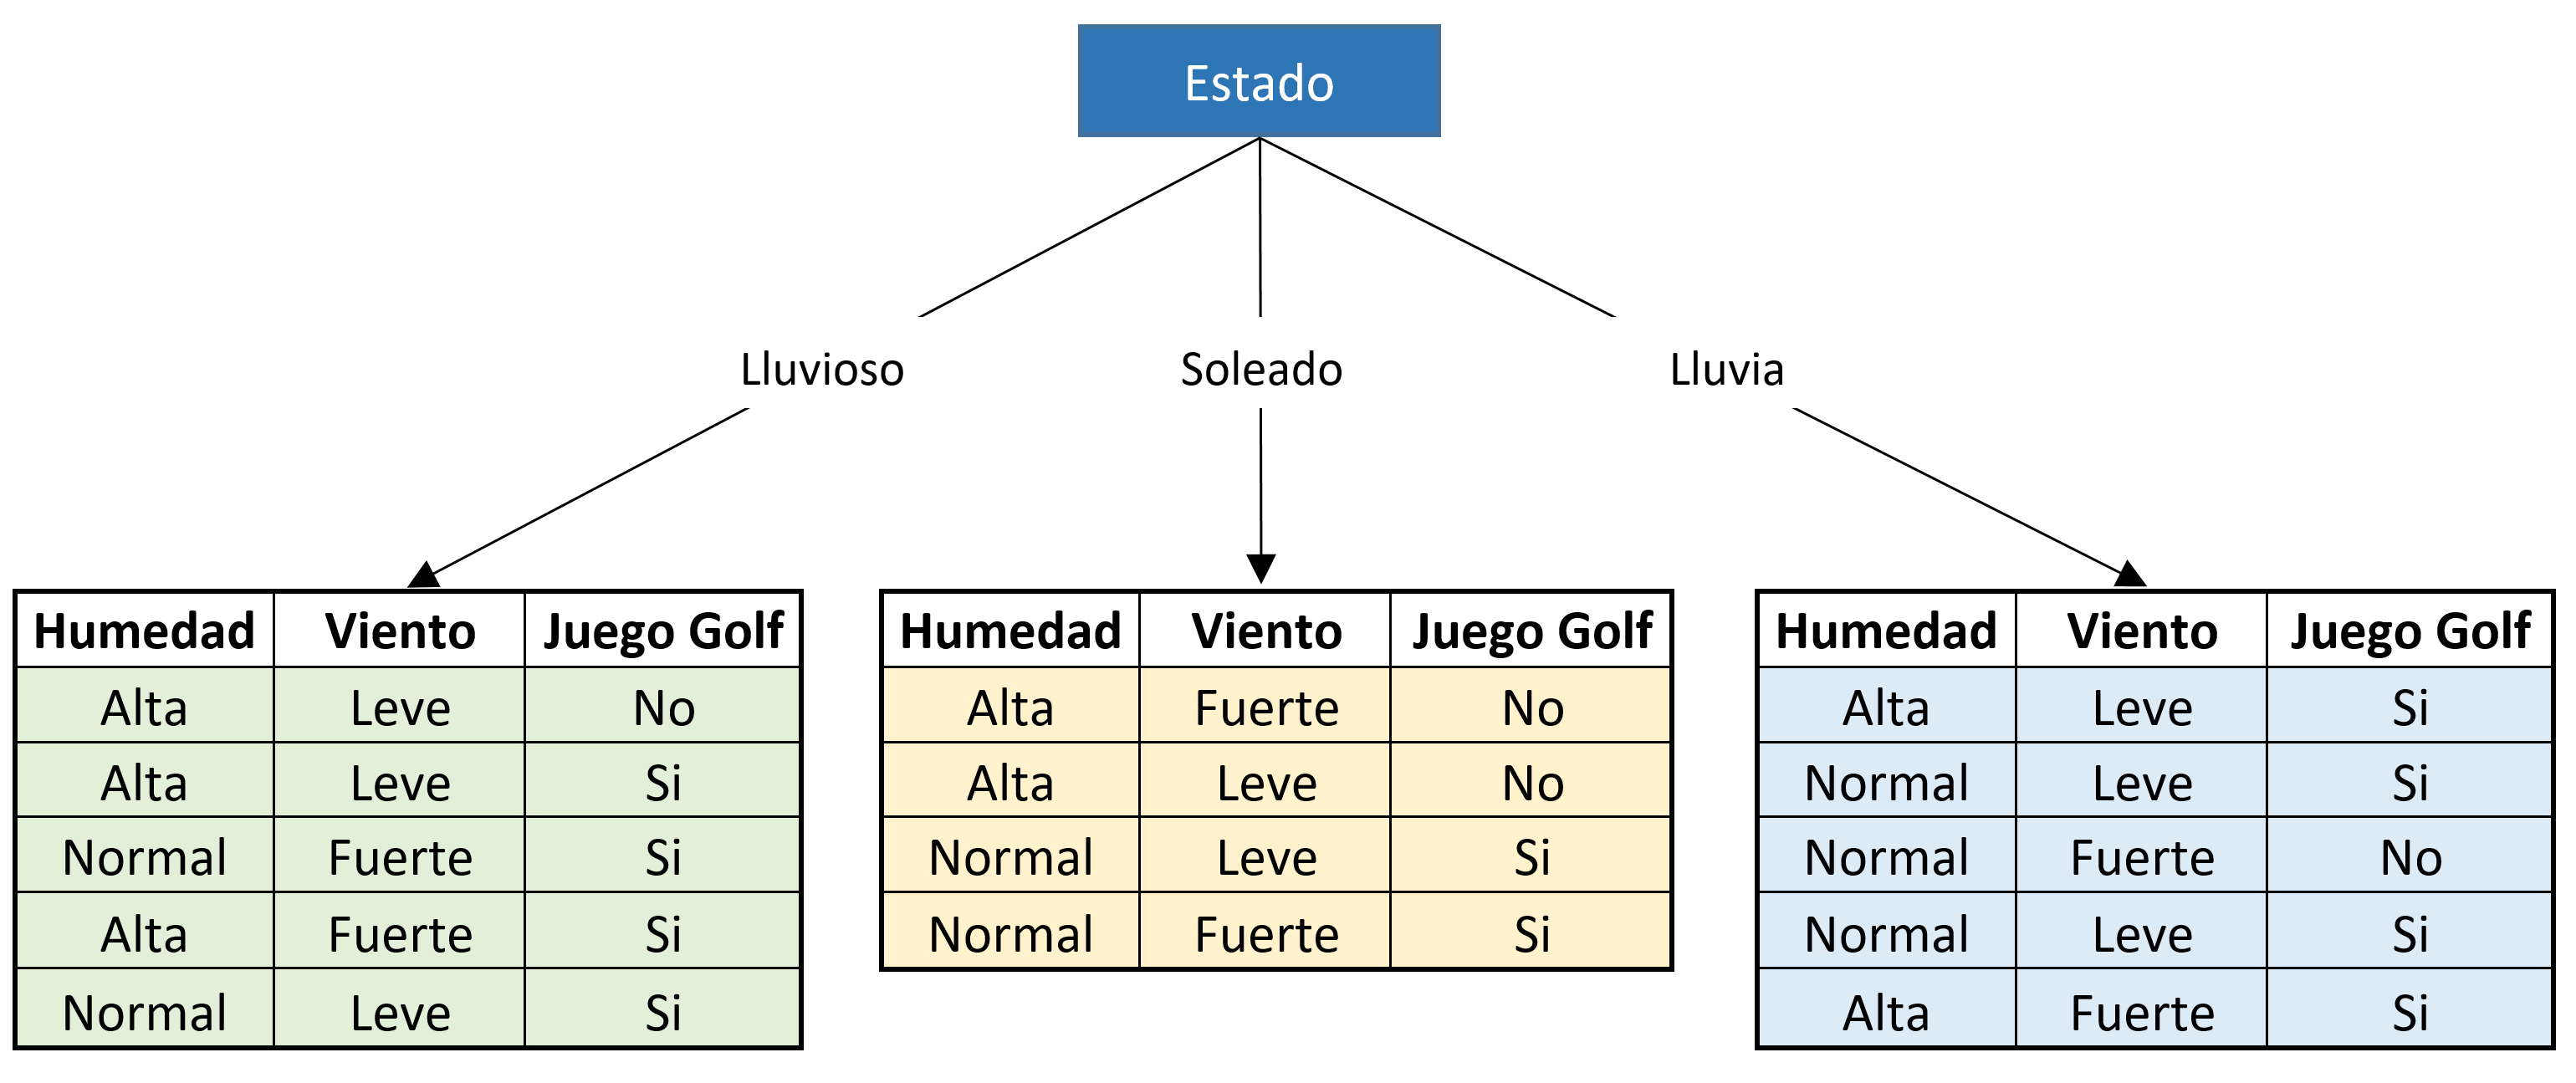 Estado
Lluvioso
Soleado
Lluvia
Humedad Viento Juego Golf
Alta Leve No
Alta Leve Si
Normal Fuerte Si
Alta Fuerte Si
Normal Leve Si
Humedad Viento Juego Golf
Alta Fuerte No
Alta Leve No
Normal Leve Si
Normal Fuerte Si
Humedad Viento Juego Golf
Alta Leve Si
Normal Leve Si
Normal Fuerte No
Normal Leve Si
Alta Fuerte Si